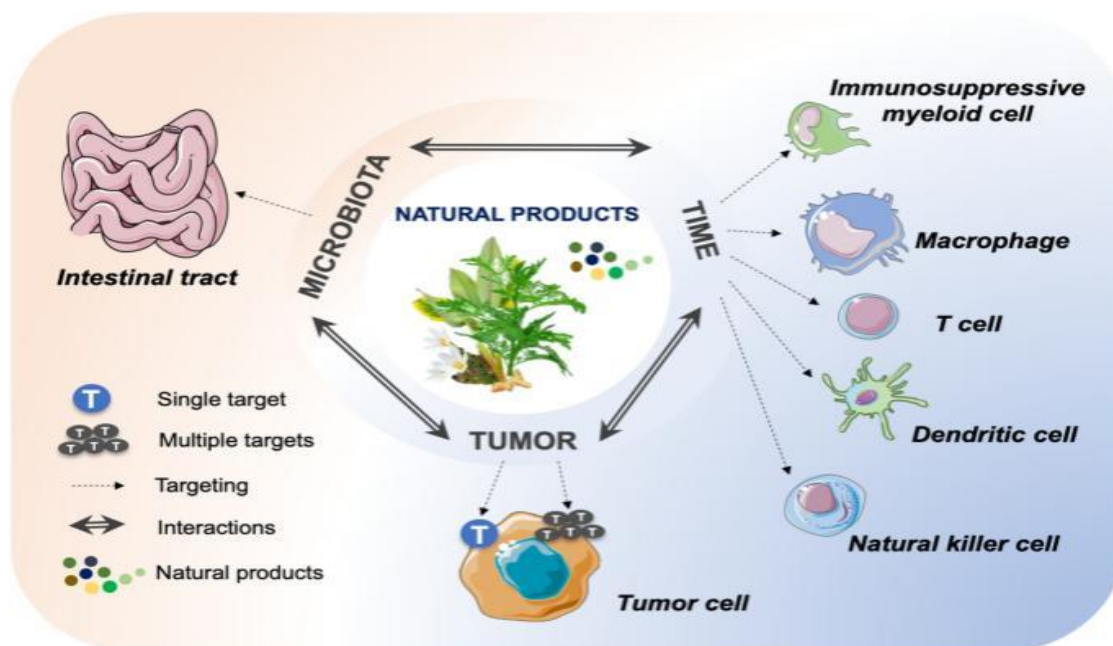 Immunosuppressive
myeloid cell
MICROBIOTA
NATURAL PRODUCTS
TIME
Macrophage
Intestinal tract
T cell
T
Single target
TUMOR
Dendritic cell
T T T
T T
Multiple targets
Targeting
T
T T T
T T
Interactions
Natural killer cell
Natural products
Tumor cell